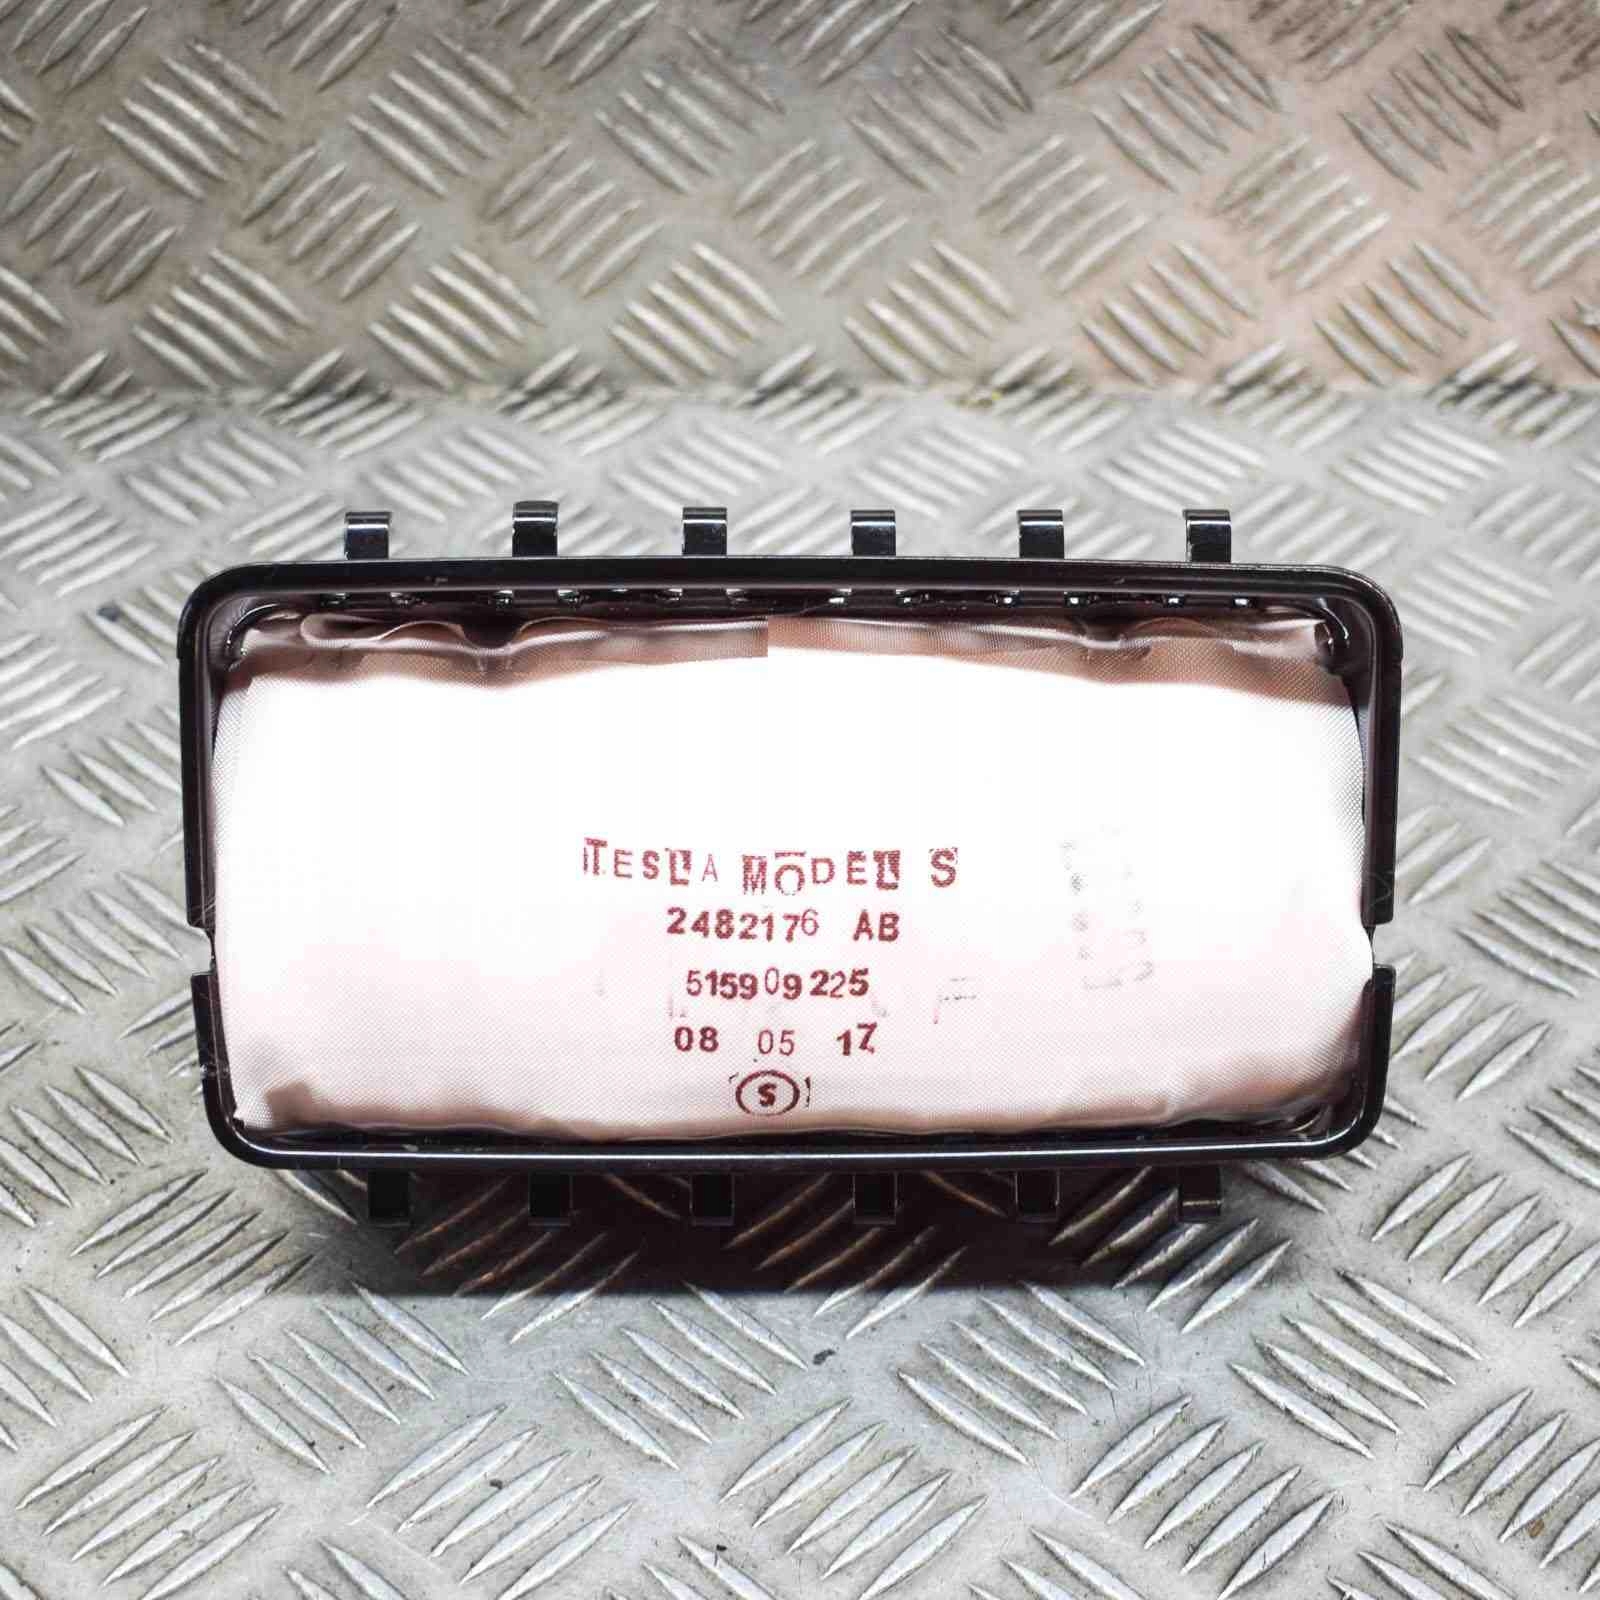 TESLA MODEL S
2482176 AB
515909225
08 05 17
S